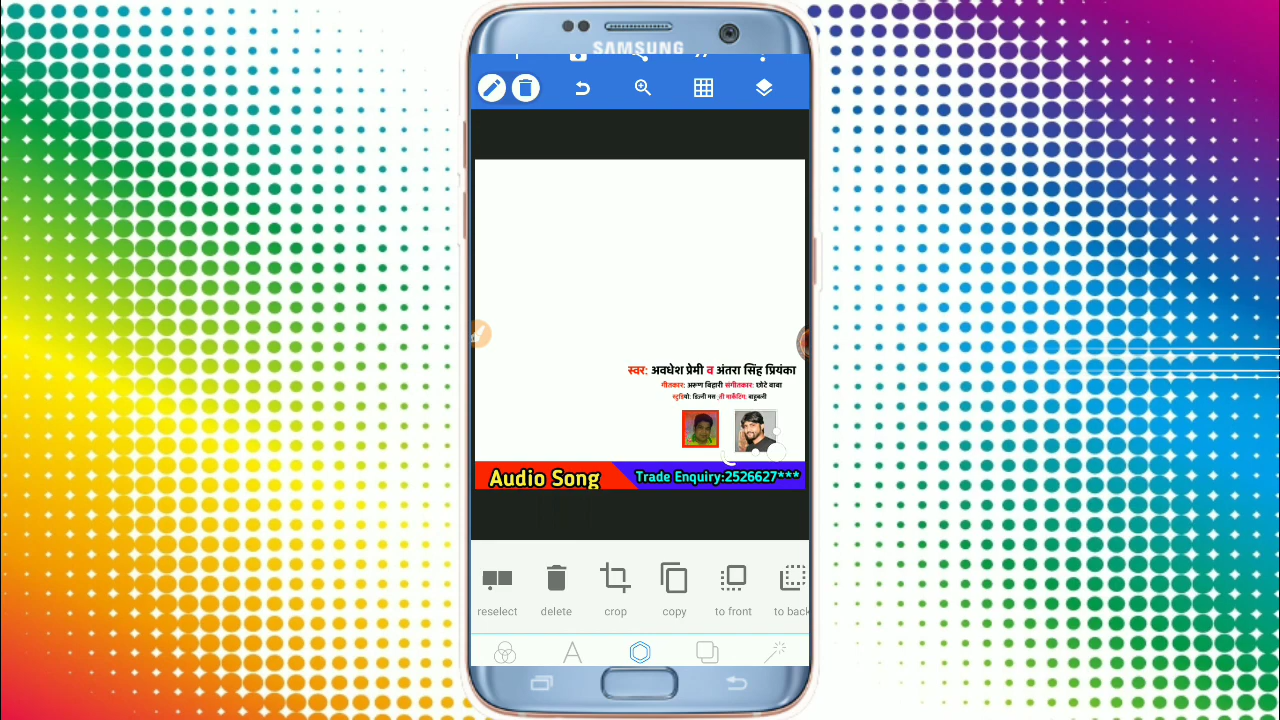 SAMSUNG
स्वर: अवधेश प्रेमी व अंतरा सिंह प्रियंका
गीतकार: अरूण बिहारी संगीतकार: छोटे बाबा
बाहुबली
Audio Song
Trade Enquiry:2526627***
reselect delete crop copy to front to back